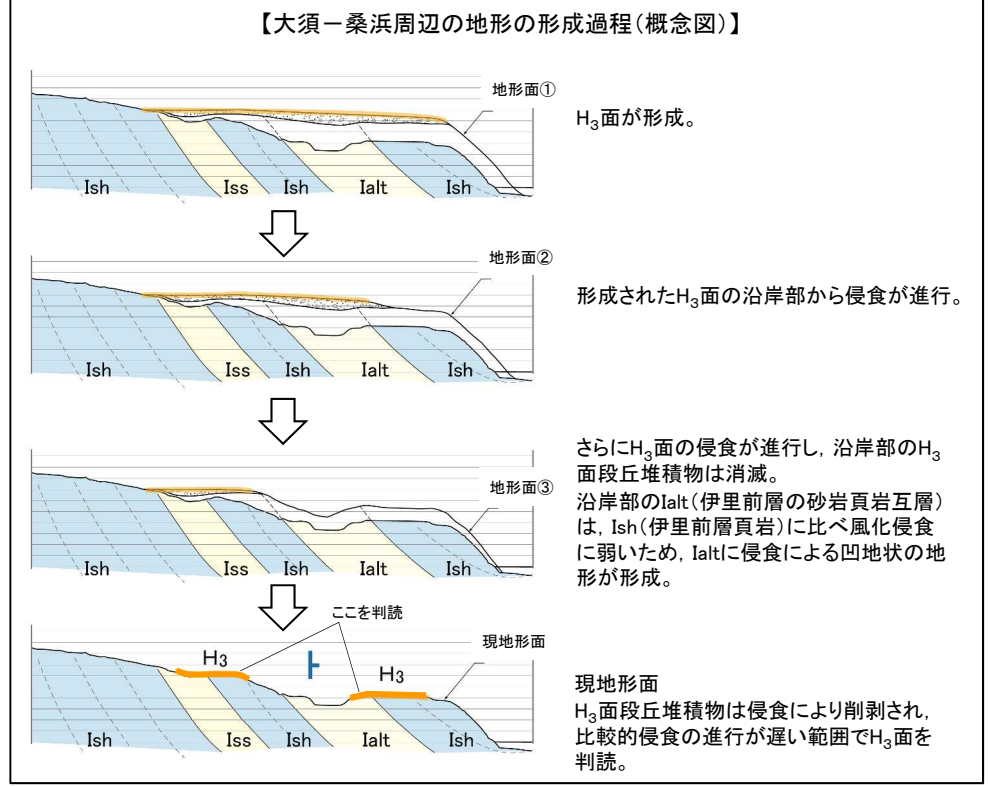 【大須－桑浜周辺の地形の形成過程（概念図）】
地形面①
H₃面が形成。
Ish
Iss
Ish
Ialt
Ish
地形面②
形成されたH₃面の沿岸部から侵食が進行。
Ish
Iss
Ish
Ialt
Ish
地形面③
さらにH₃面の侵食が進行し，沿岸部のH₃
面段丘堆積物は消滅。
沿岸部のIalt（伊里前層の砂岩頁岩互層）
は，Ish（伊里前層頁岩）に比べ風化侵食
に弱いため，Ialtに侵食による凹地状の地
形が形成。
Ish
Iss
Ish
Ialt
Ish
ここを判読
現地形面
H₃
H₃
現地形面
H₃面段丘堆積物は侵食により削剥され，
比較的侵食の進行が遅い範囲でH₃面を
判読。
Ish
Iss
Ish
Ialt
Ish